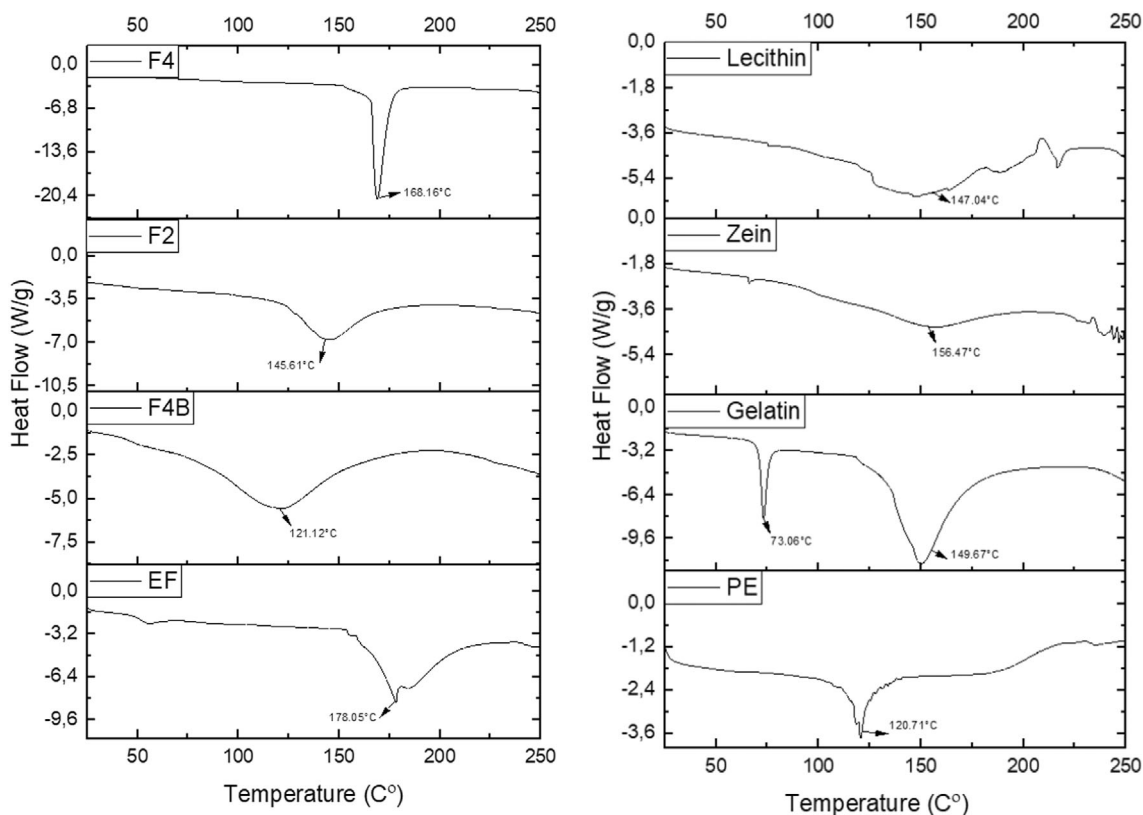 50 100 150 200 250
F4
0,0
-6,8
-13,6
-20,4
168.16°C
F2
0,0
-3,5
-7,0
-10,5
145.61°C
F4B
0,0
-2,5
-5,0
-7,5
121.12°C
EF
0,0
-3,2
-6,4
-9,6
178.05°C
50 100 150 200 250
Temperature (C°)
Heat Flow (W/g)
50 100 150 200 250
0,0
Lecithin
-1,8
-3,6
-5,4
147.04°C
0,0
Zein
-1,8
-3,6
-5,4
156.47°C
0,0
Gelatin
-3,2
-6,4
-9,6
73.06°C
149.67°C
0,0
PE
-1,2
-2,4
-3,6
120.71°C
50 100 150 200 250
Temperature (C°)
Heat Flow (W/g)